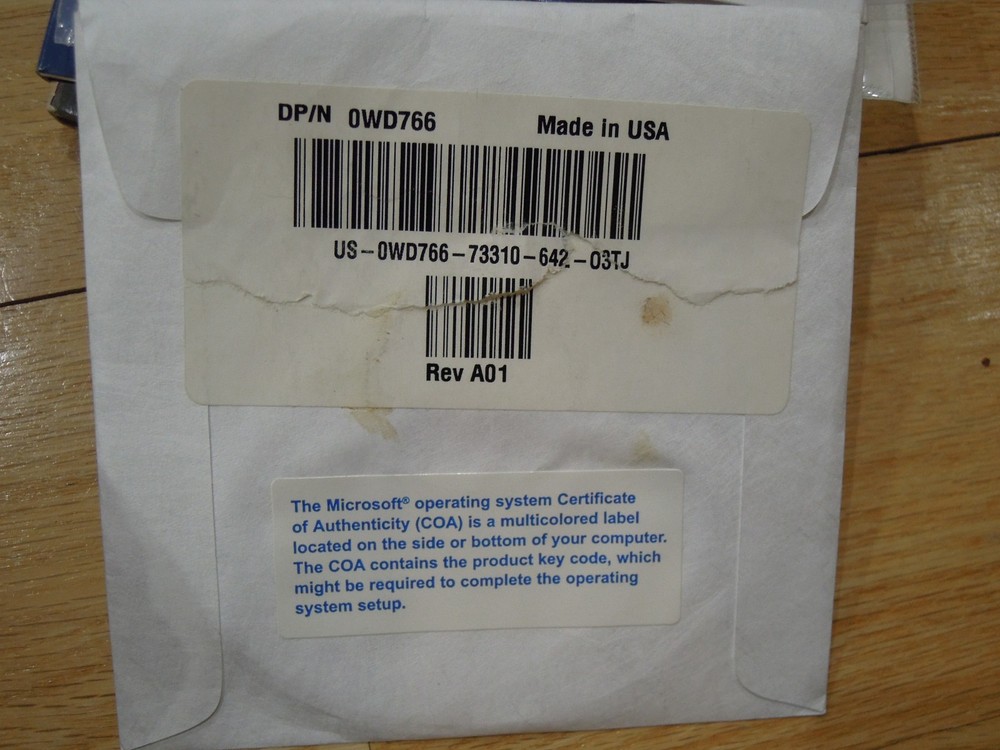 DP/N 0WD766 Made in USA
US-0WD766-73310-642-03TJ
Rev A01
The Microsoft® operating system Certificate
of Authenticity (COA) is a multicolored label
located on the side or bottom of your computer.
The COA contains the product key code, which
might be required to complete the operating
system setup.